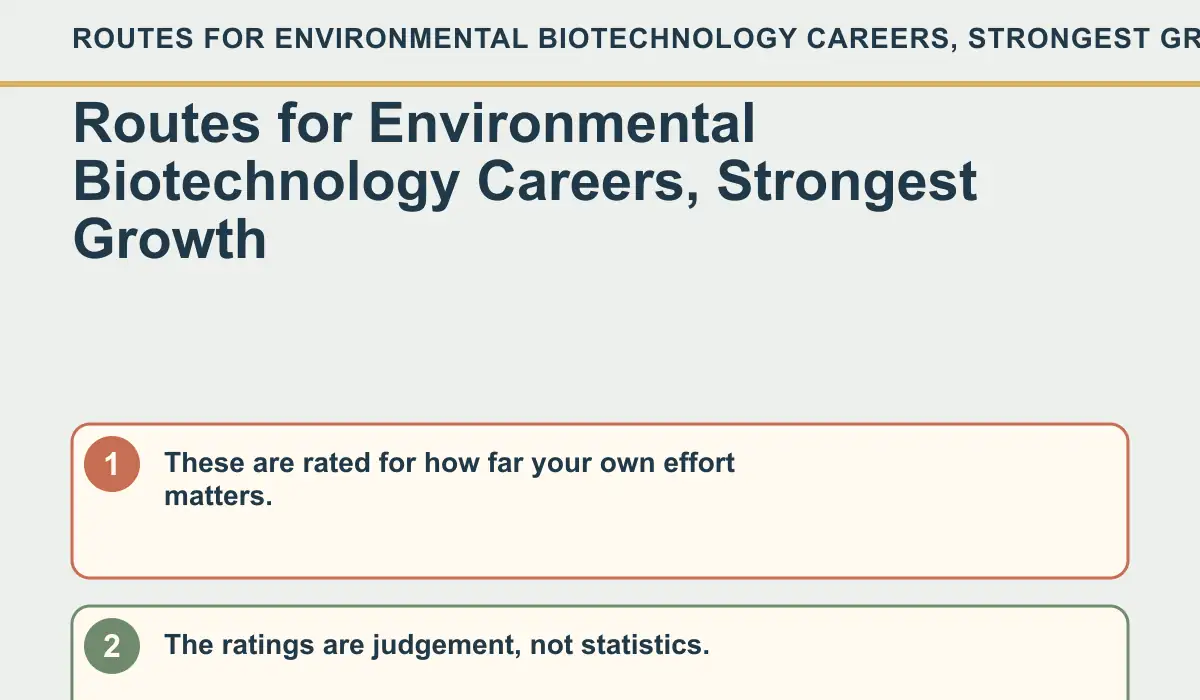 ROUTES FOR ENVIRONMENTAL BIOTECHNOLOGY CAREERS, STRONGEST
Routes for Environmental
Biotechnology Careers, Strongest
Growth
1
These are rated for how far your own effort
matters.
2
The ratings are judgement, not statistics.